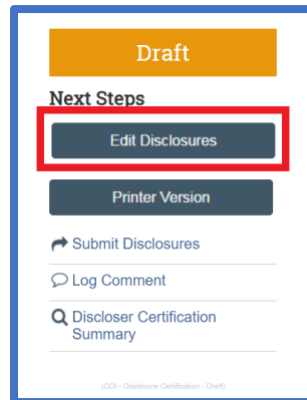 Draft
Next Steps
Edit Disclosures
Printer Version
Submit Disclosures
Log Comment
Discloser Certification
Summary
(COI - Disclosure Certification - Draft)